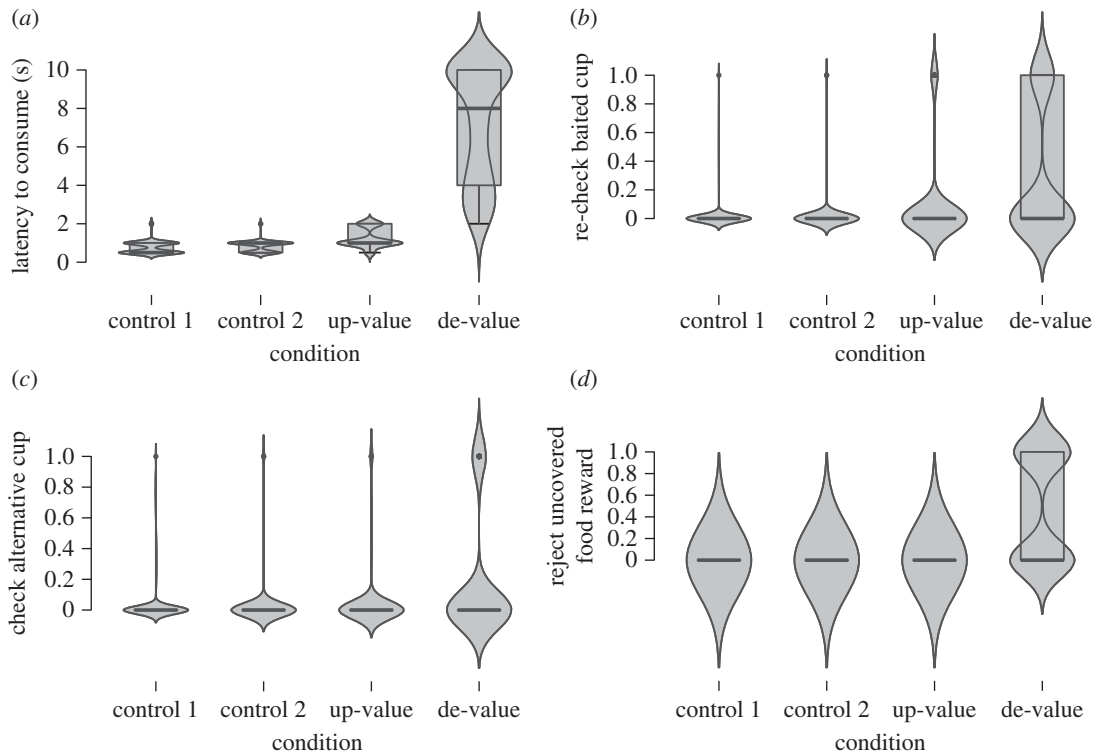 (a)
latency to consume (s)
10
8
6
4
2
0
control 1 control 2 up-value de-value
condition
(b)
re-check baited cup
1.0
0.8
0.6
0.4
0.2
0
control 1 control 2 up-value de-value
condition
(c)
check alternative cup
1.0
0.8
0.6
0.4
0.2
0
control 1 control 2 up-value de-value
condition
(d)
reject uncovered
food reward
1.0
0.8
0.6
0.4
0.2
0
control 1 control 2 up-value de-value
condition